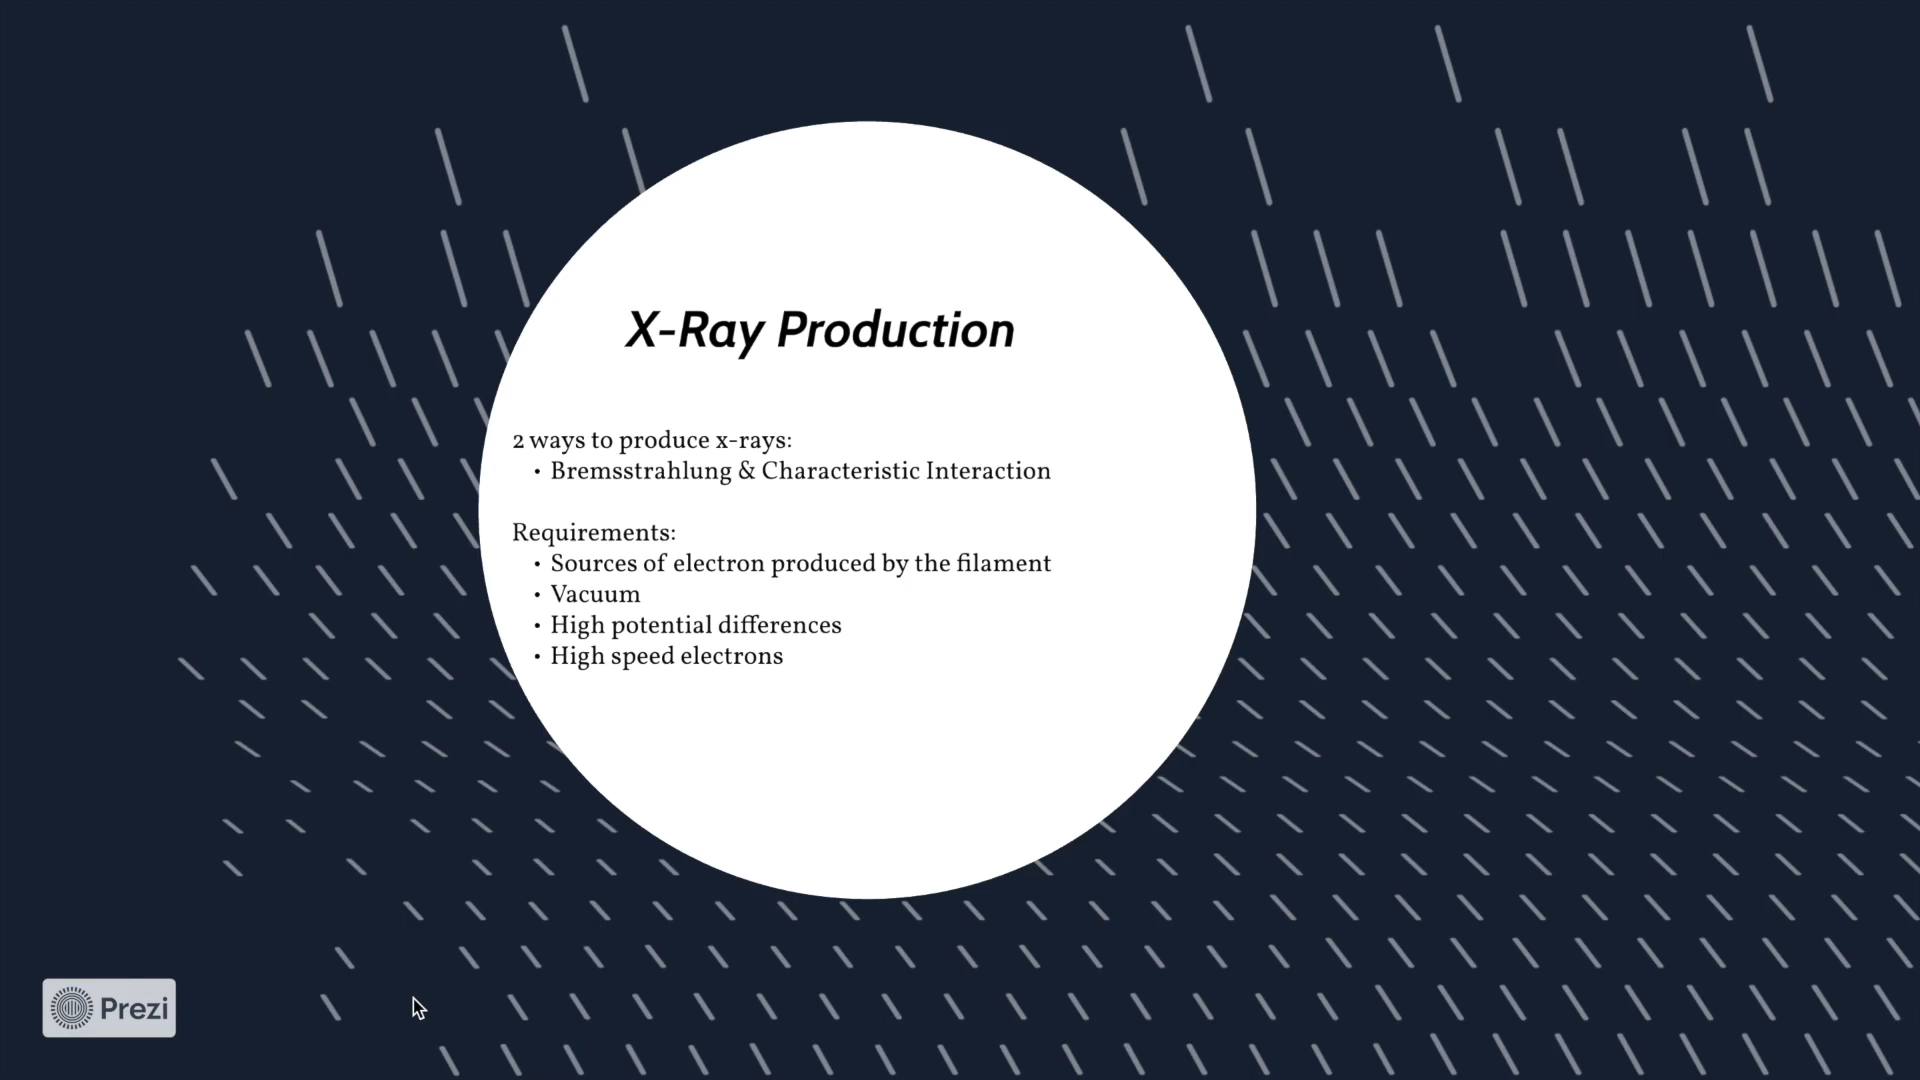 X-Ray Production
2 ways to produce x-rays:
• Bremsstrahlung & Characteristic Interaction
Requirements:
• Sources of electron produced by the filament
• Vacuum
• High potential differences
• High speed electrons
Prezi